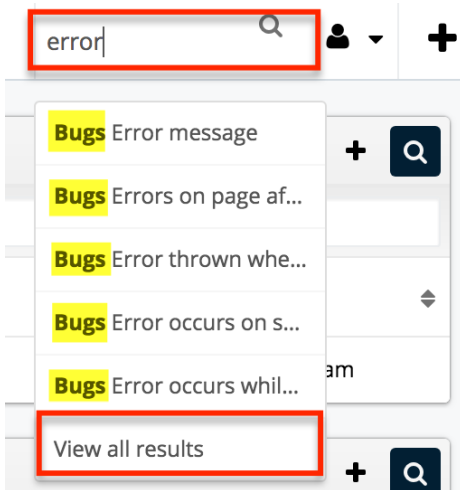 error
Bugs Error message
Bugs Errors on page af...
Bugs Error thrown whe...
Bugs Error occurs on s...
Bugs Error occurs whil...
am
View all results